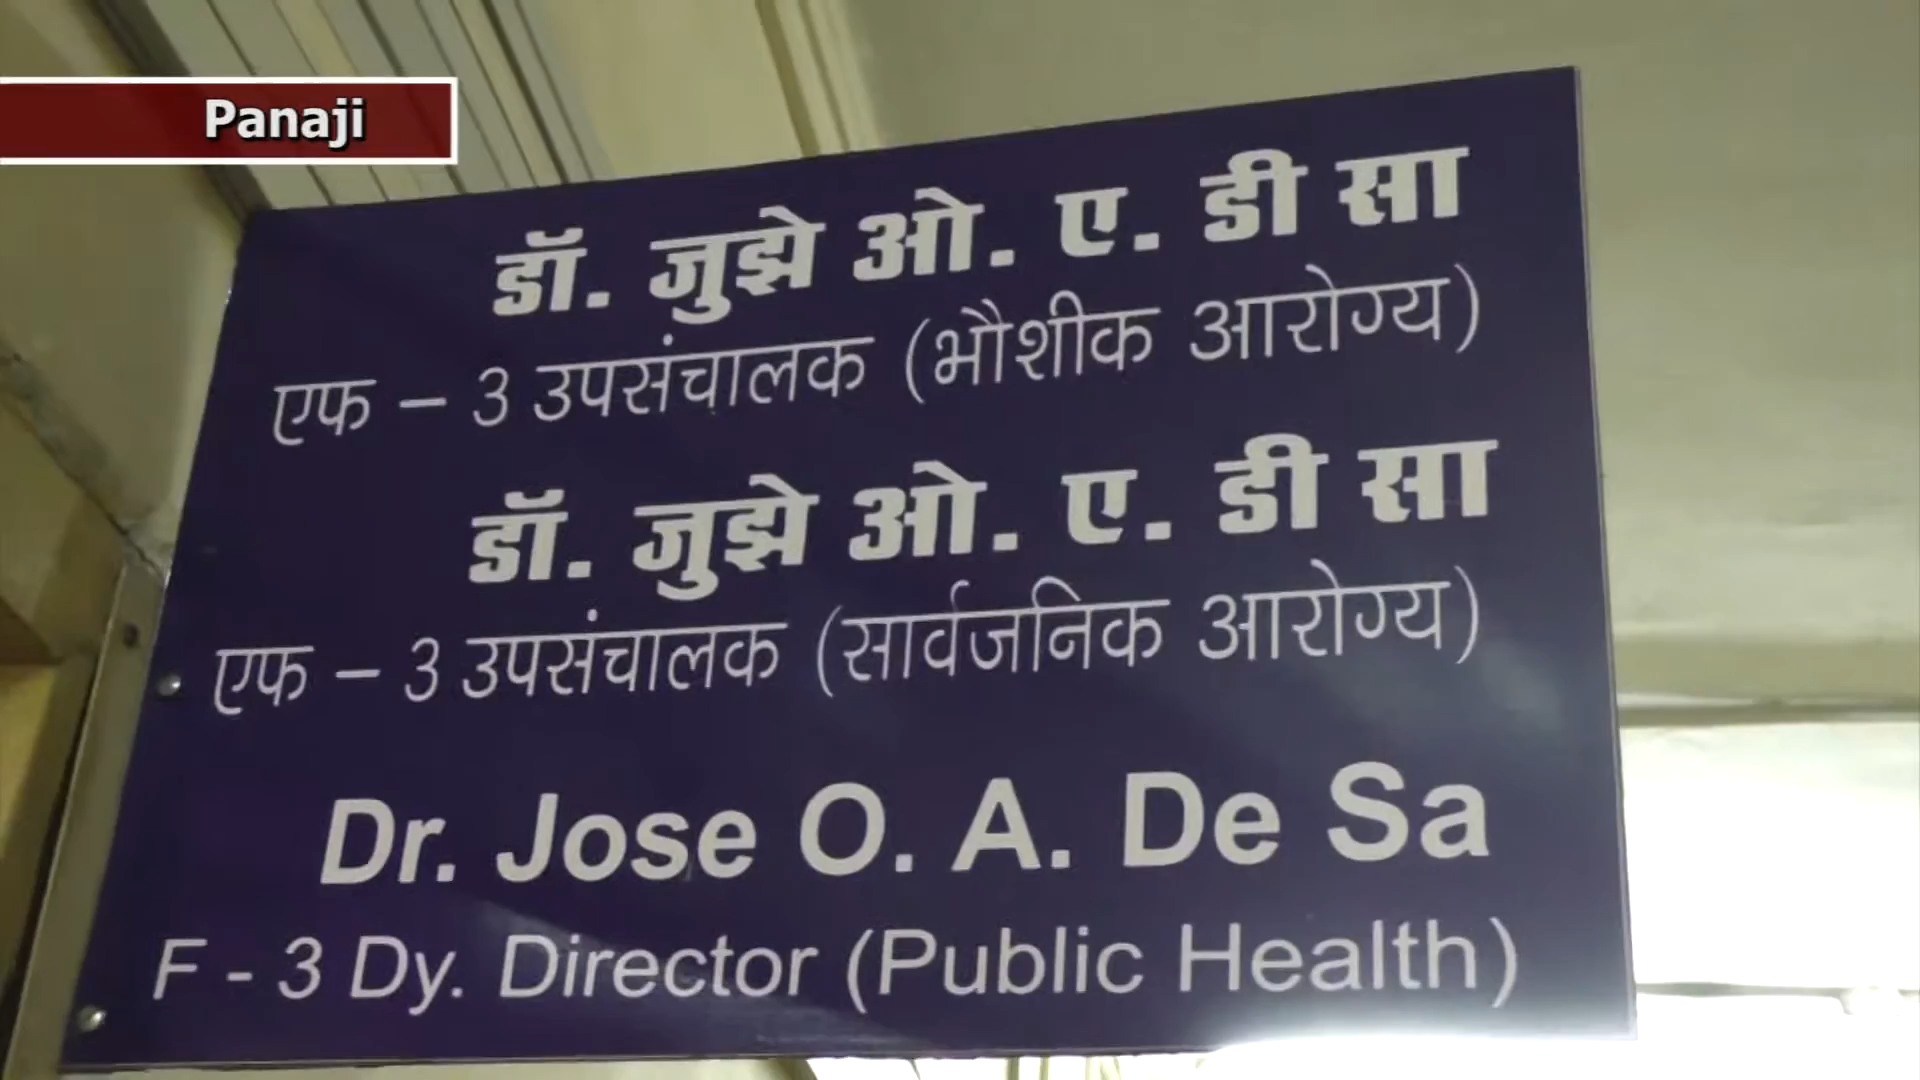 Panaji
डॉ. जुझे ओ. ए. डी सा
एफ – 3 उपसंचालक (भौशीक आरोग्य)
डॉ. जुझे ओ. ए. डी सा
एफ – 3 उपसंचालक (सार्वजनिक आरोग्य)
Dr. Jose O. A. De Sa
F - 3 Dy. Director (Public Health)